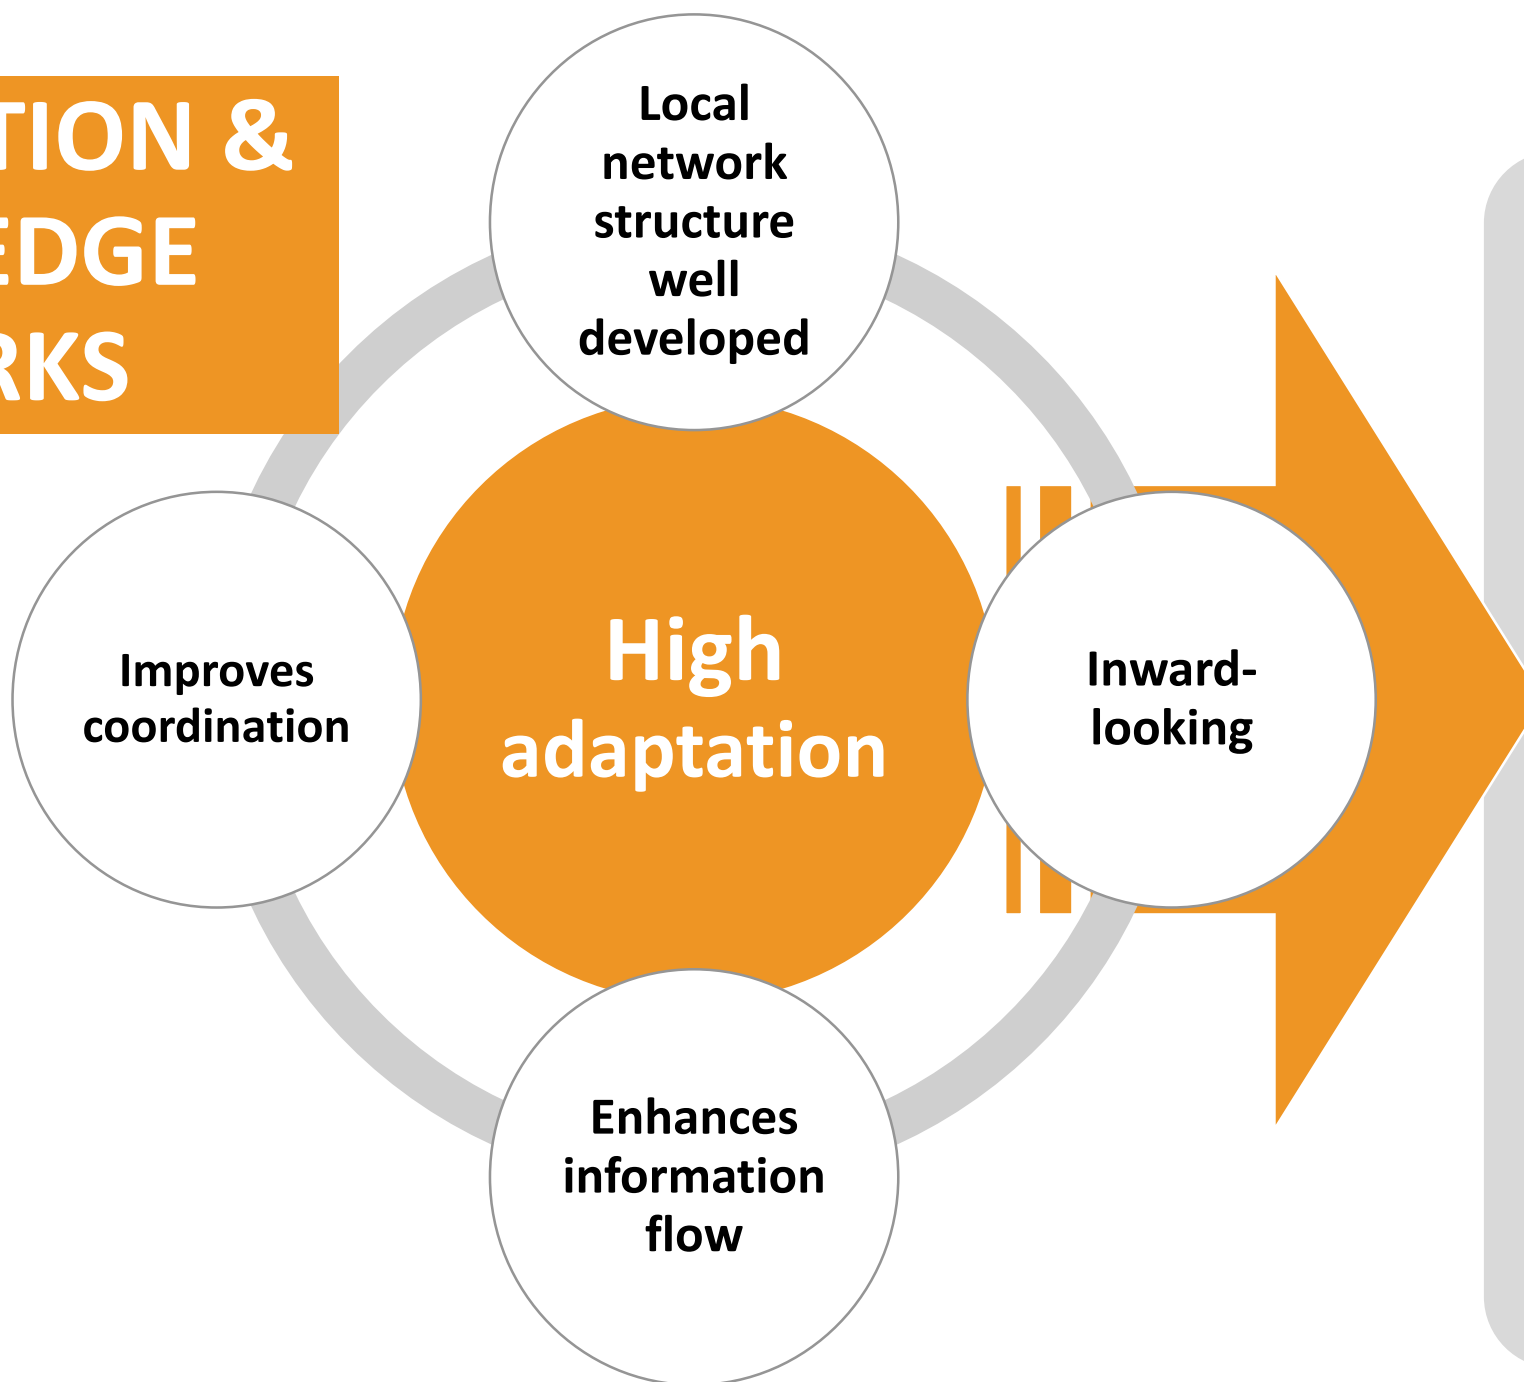 TION &
EDGE
RKS
Local
network
structure
well
developed
Improves
coordination
High
adaptation
Inward-
looking
Enhances
information
flow